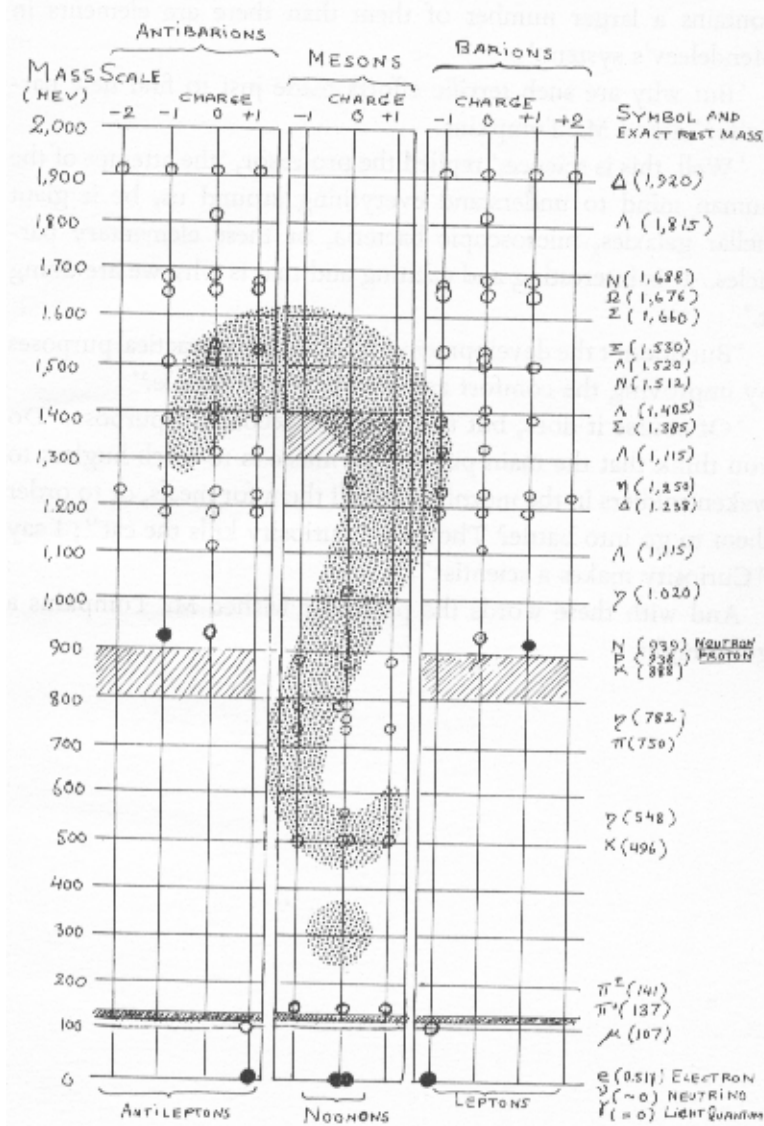 ANTIBARIONS
MESONS
BARIONS
MASS SCALE
(HEV)
CHARGE
CHARGE
CHARGE
SYMBOL AND
EXACT REST MASS
-2 -1 0 +1
-1 0 +1
-1 0 +1 +2
2,000
1,900
Δ (1,920)
1,800
Λ (1,815)
1,700
N (1,688)
Ω (1,676)
1,600
Σ (1,660)
Ξ (1,530)
1,500
Λ (1.520)
N (1.512)
1,400
Λ (1,405)
Σ (1.385)
1,300
Λ (1,115)
η (1,250)
1,200
Δ (1.238)
1,100
Λ (1,115)
1,000
η (1.020)
900
N (939) NEUTRON
P (938) PROTON
K (888)
800
η (782)
700
π (750)
600
η (548)
500
K (496)
400
300
200
π± (141)
π° (137)
100
μ (107)
0
e (0.511) ELECTRON
ν (~0) NEUTRINO
γ (=0) LIGHT QUANTUM
ANTILEPTONS
NOONONS
LEPTONS